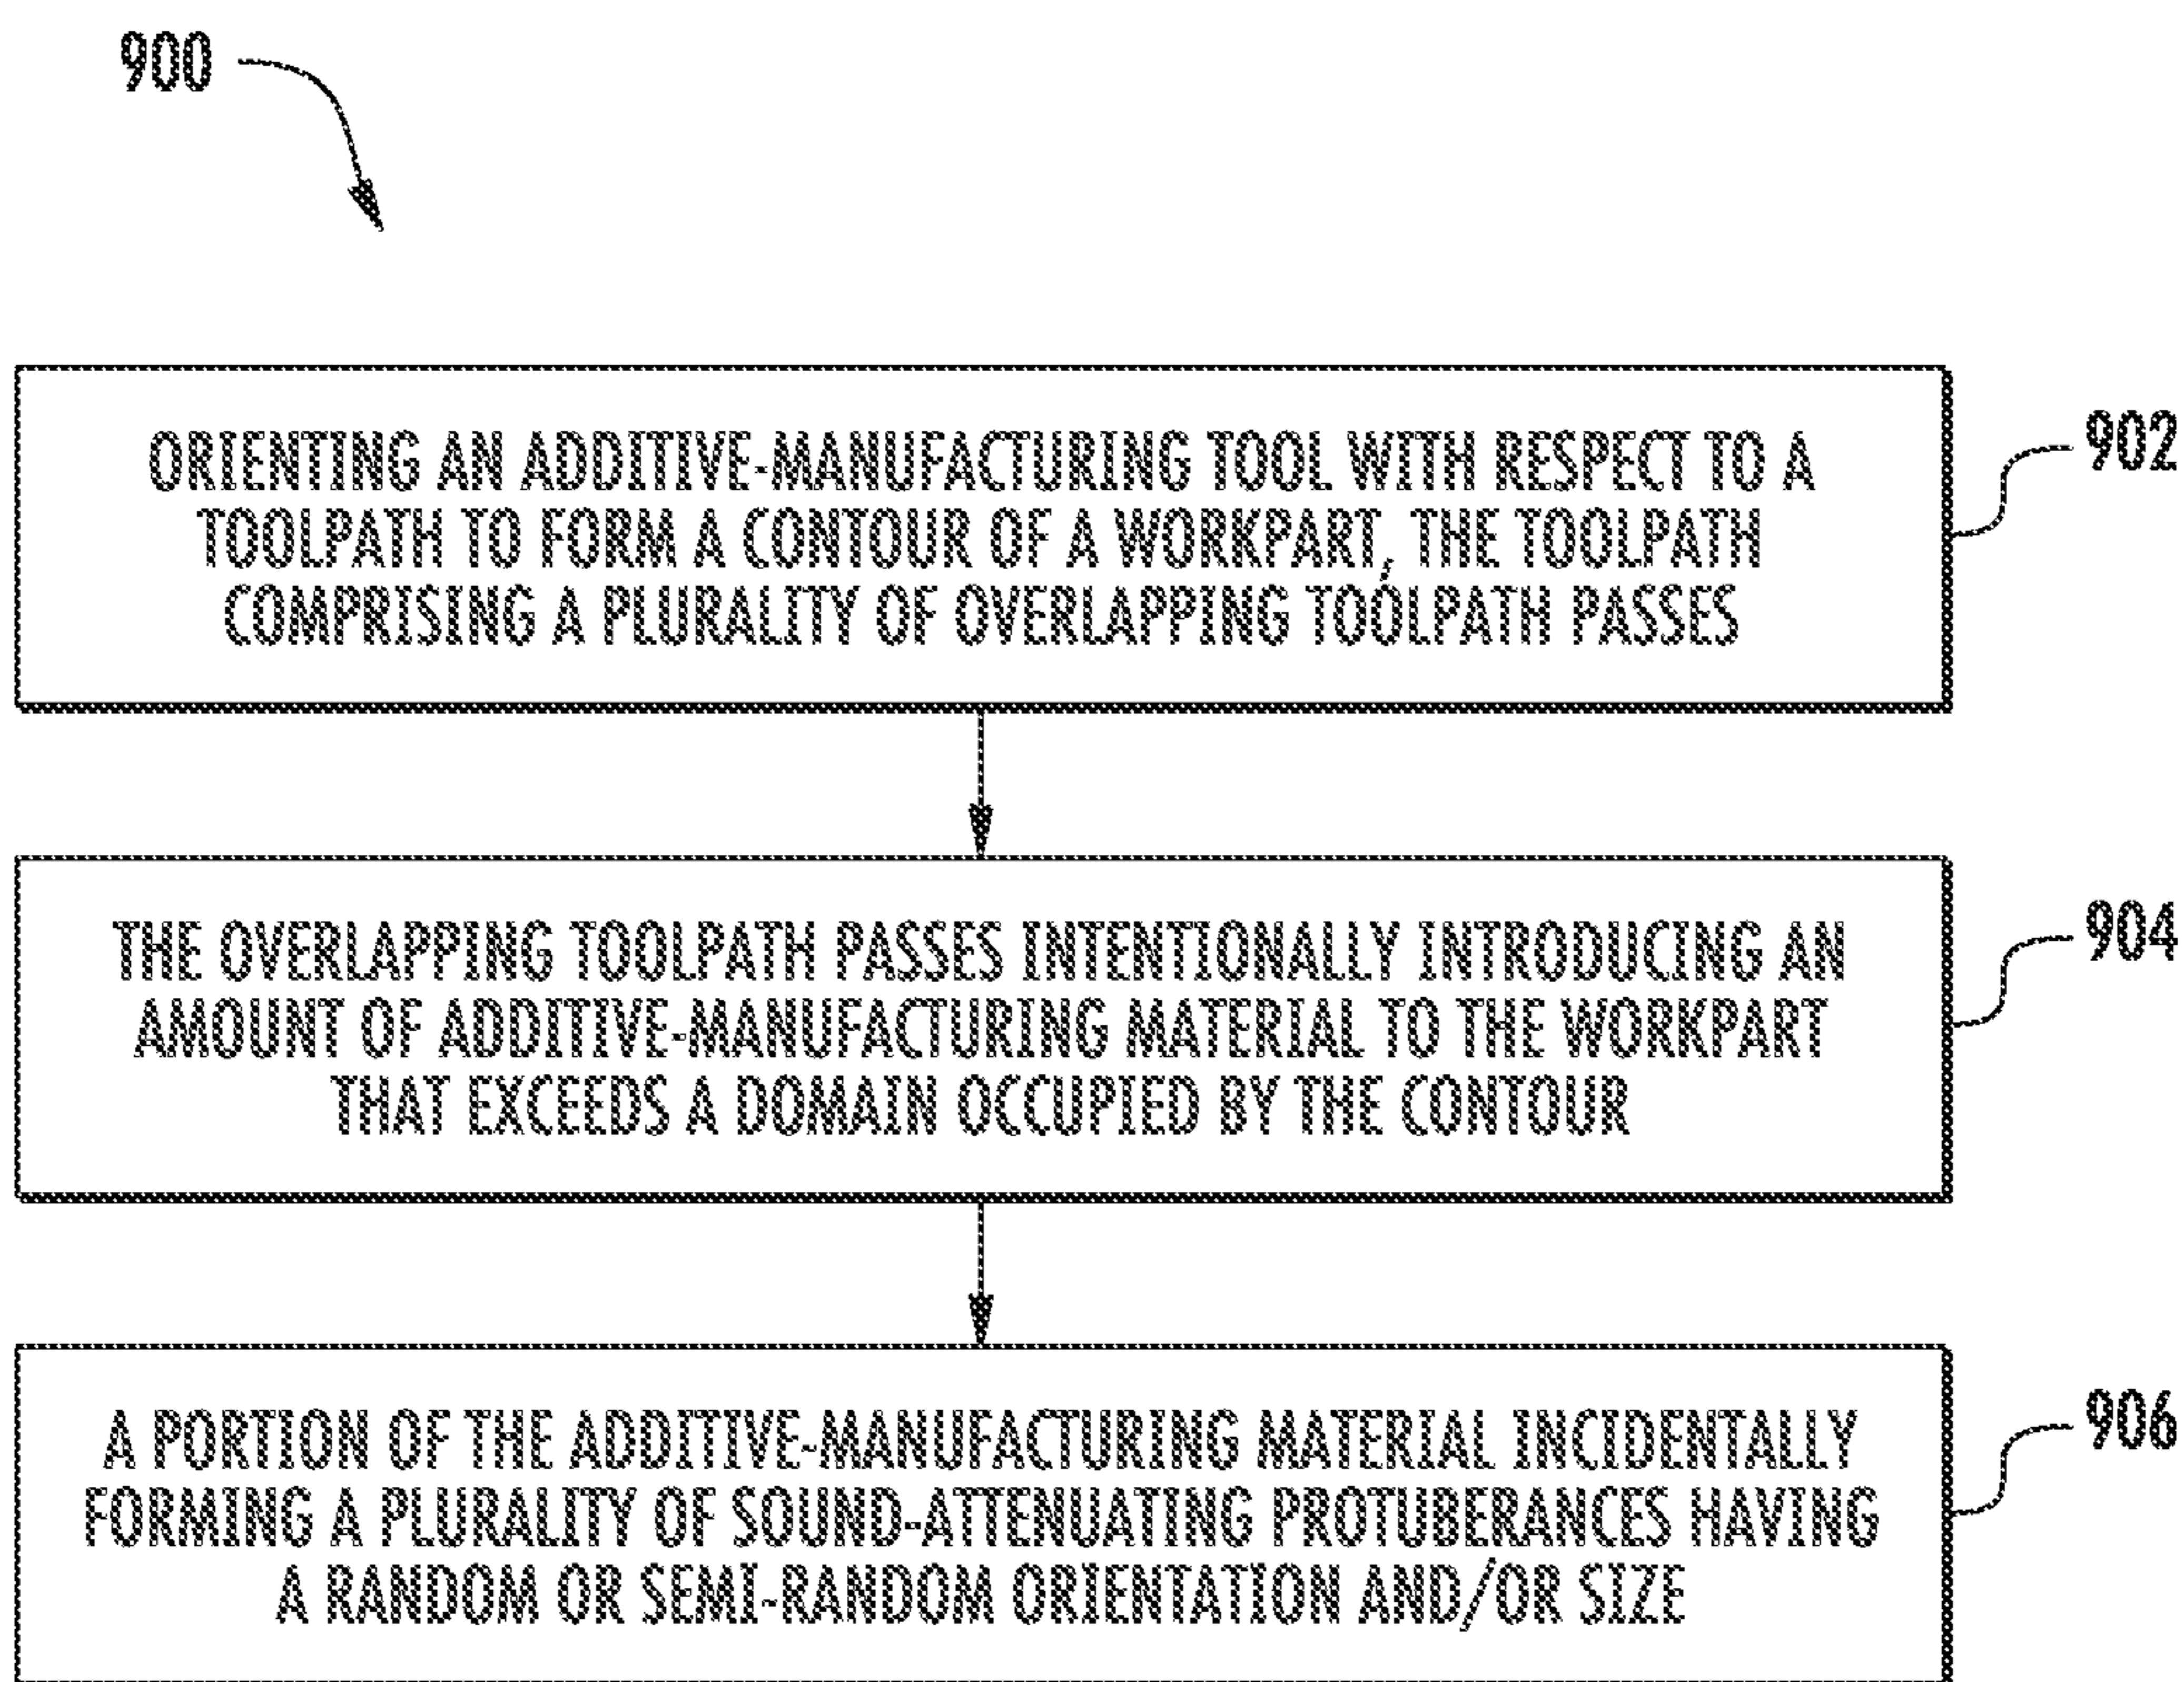 900
ORIENTING AN ADDITIVE-MANUFACTURING TOOL WITH RESPECT TO A
TOOLPATH TO FORM A CONTOUR OF A WORKPART, THE TOOLPATH
COMPRISING A PLURALITY OF OVERLAPPING TOOLPATH PASSES
902
THE OVERLAPPING TOOLPATH PASSES INTENTIONALLY INTRODUCING AN
AMOUNT OF ADDITIVE-MANUFACTURING MATERIAL TO THE WORKPART
THAT EXCEEDS A DOMAIN OCCUPIED BY THE CONTOUR
904
A PORTION OF THE ADDITIVE-MANUFACTURING MATERIAL INCIDENTALLY
FORMING A PLURALITY OF SOUND-ATTENUATING PROTUBERANCES HAVING
A RANDOM OR SEMI-RANDOM ORIENTATION AND/OR SIZE
906